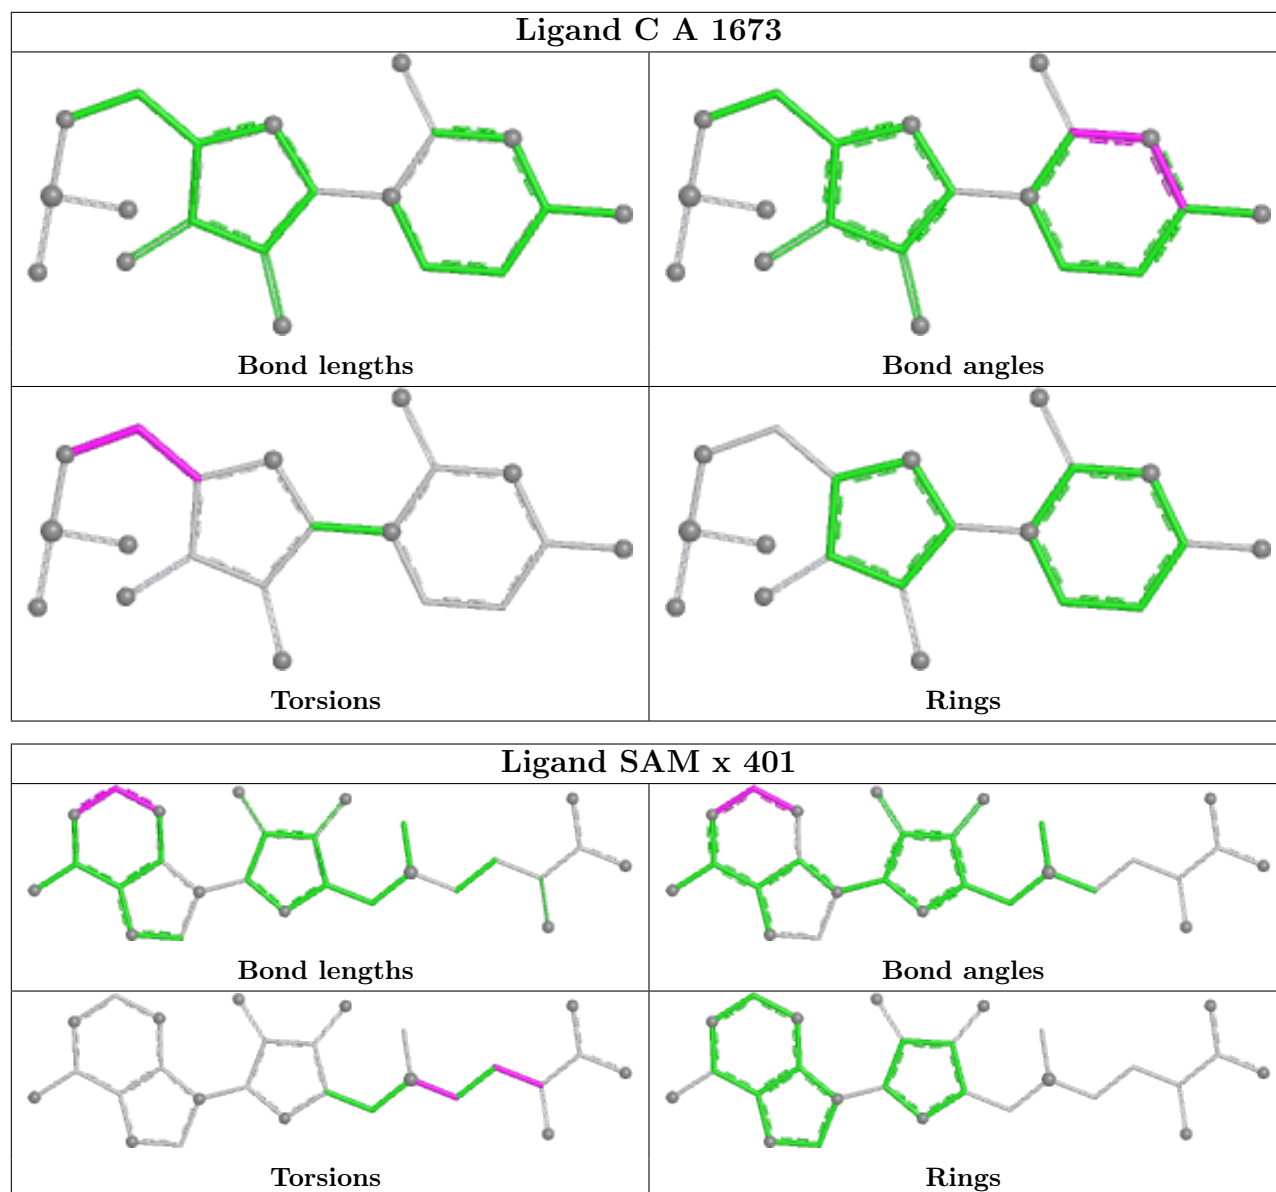 Ligand C A 1673
Bond lengths
Bond angles
Torsions
Rings
Ligand SAM x 401
Bond lengths
Bond angles
Torsions
Rings